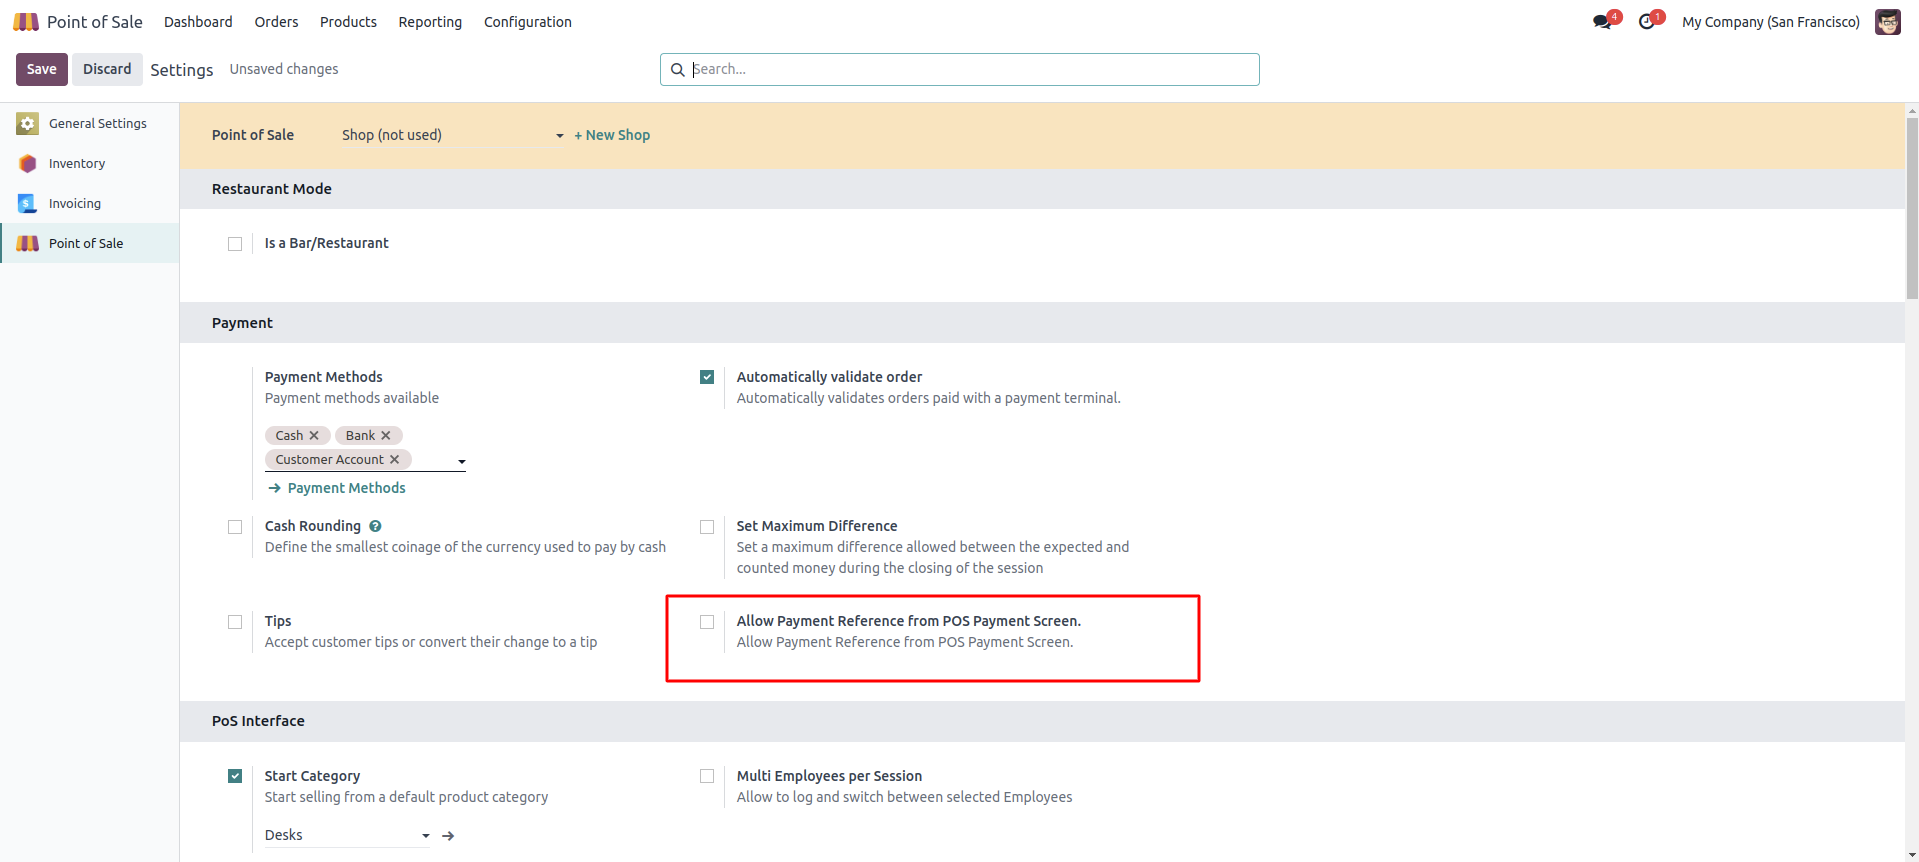 Point of Sale Dashboard Orders Products Reporting Configuration 4 1 My Company (San Francisco)
Save Discard Settings Unsaved changes Search...
General Settings
Inventory
Invoicing
Point of Sale
Point of Sale Shop (not used) + New Shop
Restaurant Mode
Is a Bar/Restaurant
Payment
Payment Methods
Payment methods available
Cash Bank
Customer Account
Payment Methods
Automatically validate order
Automatically validates orders paid with a payment terminal.
Cash Rounding ?
Define the smallest coinage of the currency used to pay by cash
Set Maximum Difference
Set a maximum difference allowed between the expected and
counted money during the closing of the session
Tips
Accept customer tips or convert their change to a tip
Allow Payment Reference from POS Payment Screen.
Allow Payment Reference from POS Payment Screen.
PoS Interface
Start Category
Start selling from a default product category
Desks
Multi Employees per Session
Allow to log and switch between selected Employees